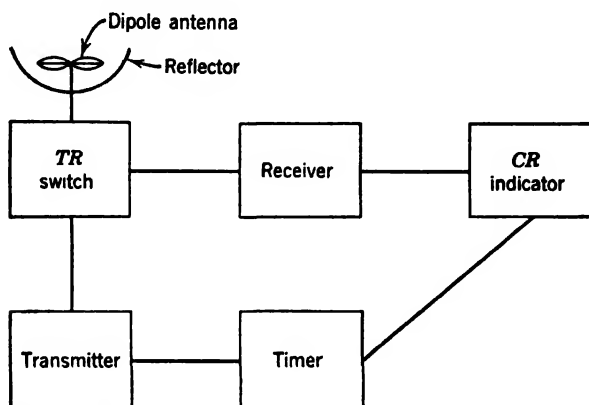 Dipole antenna
Reflector
TR
switch
Receiver
CR
indicator
Transmitter
Timer